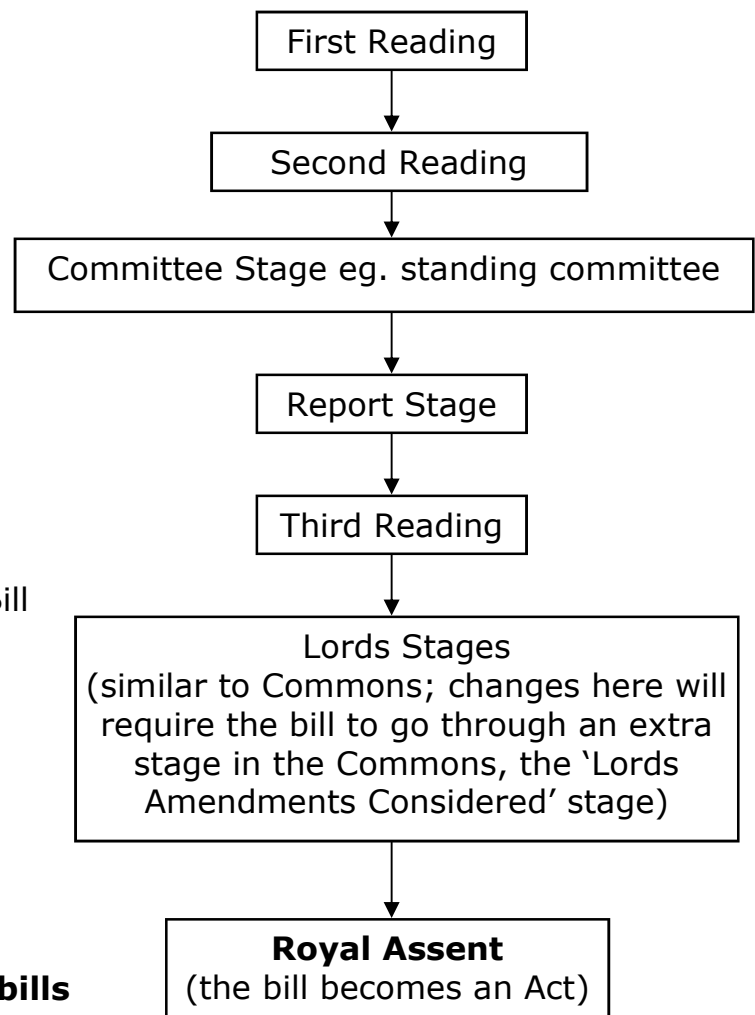 First Reading
Second Reading
Committee Stage eg. standing committee
Report Stage
Third Reading
ill
Lords Stages
(similar to Commons; changes here will
require the bill to go through an extra
stage in the Commons, the ‘Lords
Amendments Considered’ stage)
Royal Assent
(the bill becomes an Act)
bills